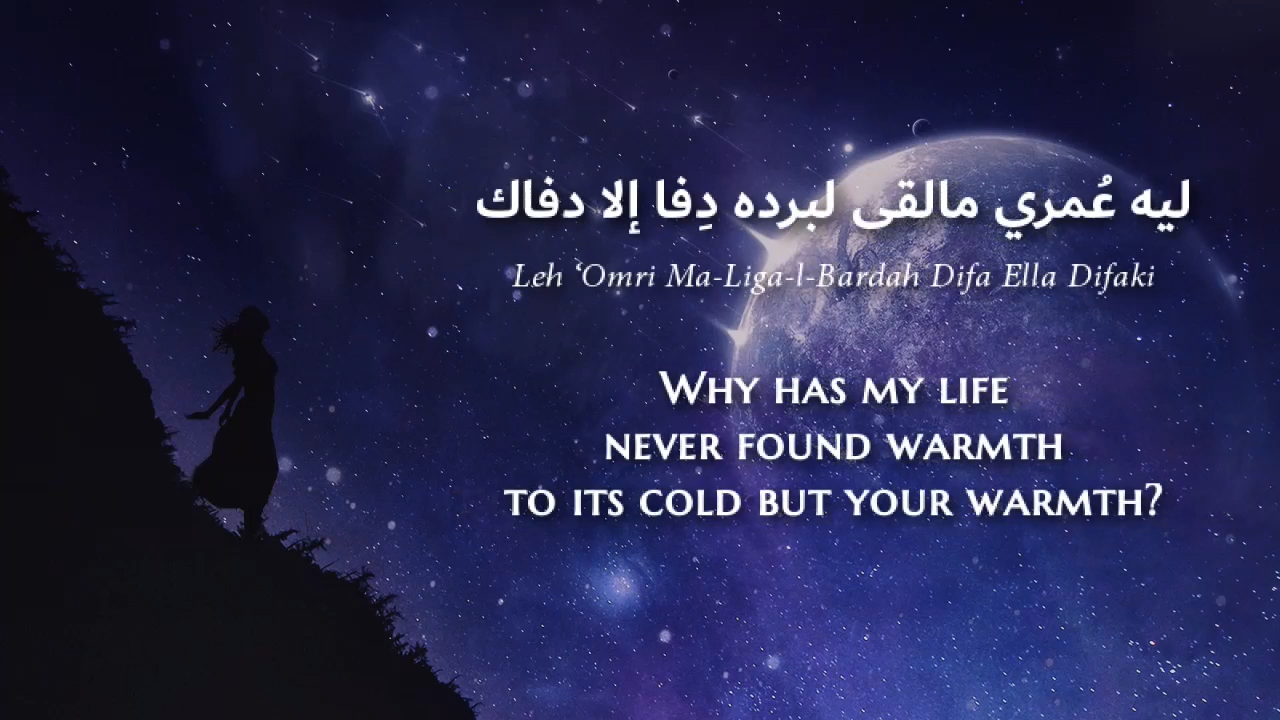 ليه عُمري مالقى لبرده دِفا إلا دفاك
Leh ‘Omri Ma-Liga-l-Bardah Difa Ella Difaki
Why has my life
never found warmth
to its cold but your warmth?